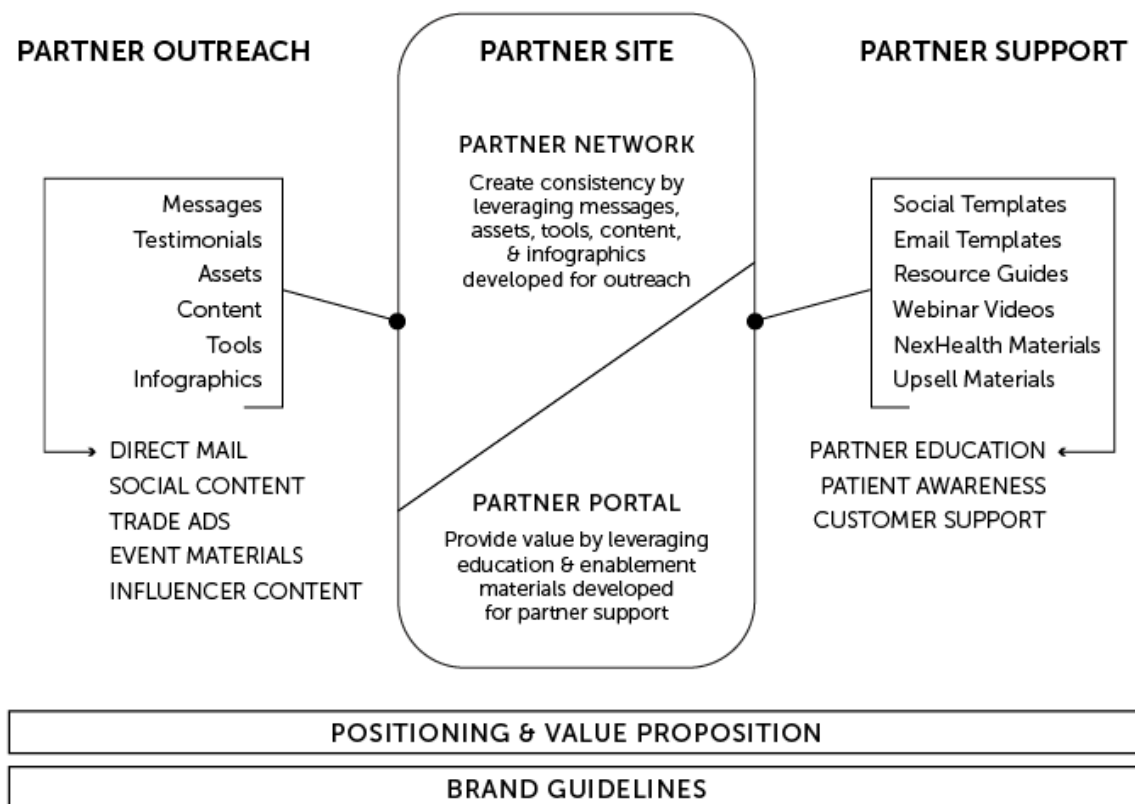 PARTNER OUTREACH
Messages
Testimonials
Assets
Content
Tools
Infographics
DIRECT MAIL
SOCIAL CONTENT
TRADE ADS
EVENT MATERIALS
INFLUENCER CONTENT
PARTNER SITE
PARTNER NETWORK
Create consistency by
leveraging messages,
assets, tools, content,
& infographics
developed for outreach
PARTNER PORTAL
Provide value by leveraging
education & enablement
materials developed
for partner support
PARTNER SUPPORT
Social Templates
Email Templates
Resource Guides
Webinar Videos
NexHealth Materials
Upsell Materials
PARTNER EDUCATION
PATIENT AWARENESS
CUSTOMER SUPPORT
POSITIONING & VALUE PROPOSITION
BRAND GUIDELINES